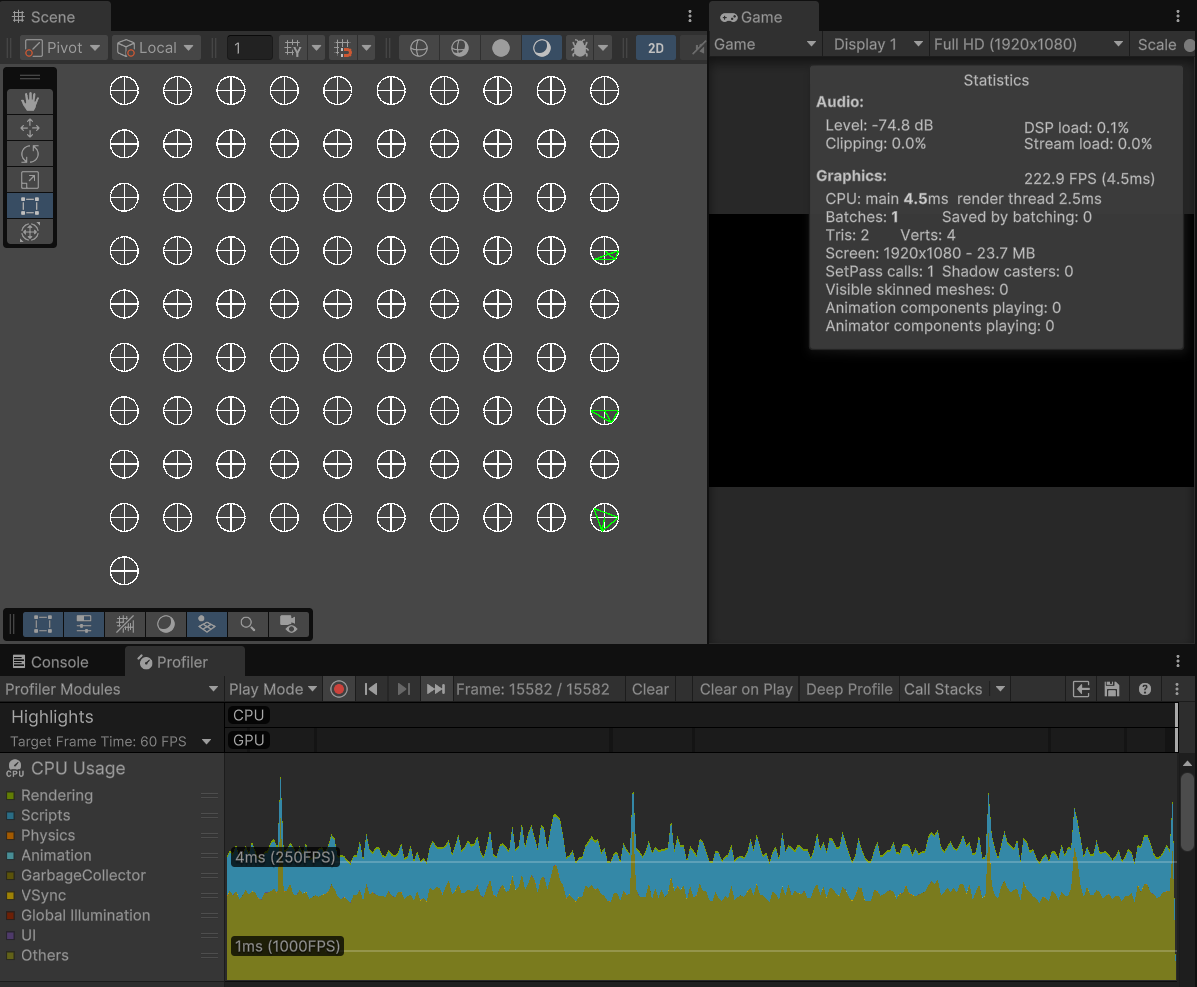 Scene
Pivot
Local
1
2D
Game
Game
Display 1
Full HD (1920x1080)
Scale
Statistics
Audio:
Level: -74.8 dB
DSP load: 0.1%
Clipping: 0.0%
Stream load: 0.0%
Graphics:
222.9 FPS (4.5ms)
CPU: main 4.5ms render thread 2.5ms
Batches: 1 Saved by batching: 0
Tris: 2 Verts: 4
Screen: 1920x1080 - 23.7 MB
SetPass calls: 1 Shadow casters: 0
Visible skinned meshes: 0
Animation components playing: 0
Animator components playing: 0
Console
Profiler
Profiler Modules
Play Mode
Frame: 15582 / 15582
Clear
Clear on Play
Deep Profile
Call Stacks
Highlights
Target Frame Time: 60 FPS
CPU
GPU
CPU
CPU Usage
Rendering
Scripts
Physics
Animation
GarbageCollector
VSync
Global Illumination
UI
Others
4ms (250FPS)
1ms (1000FPS)